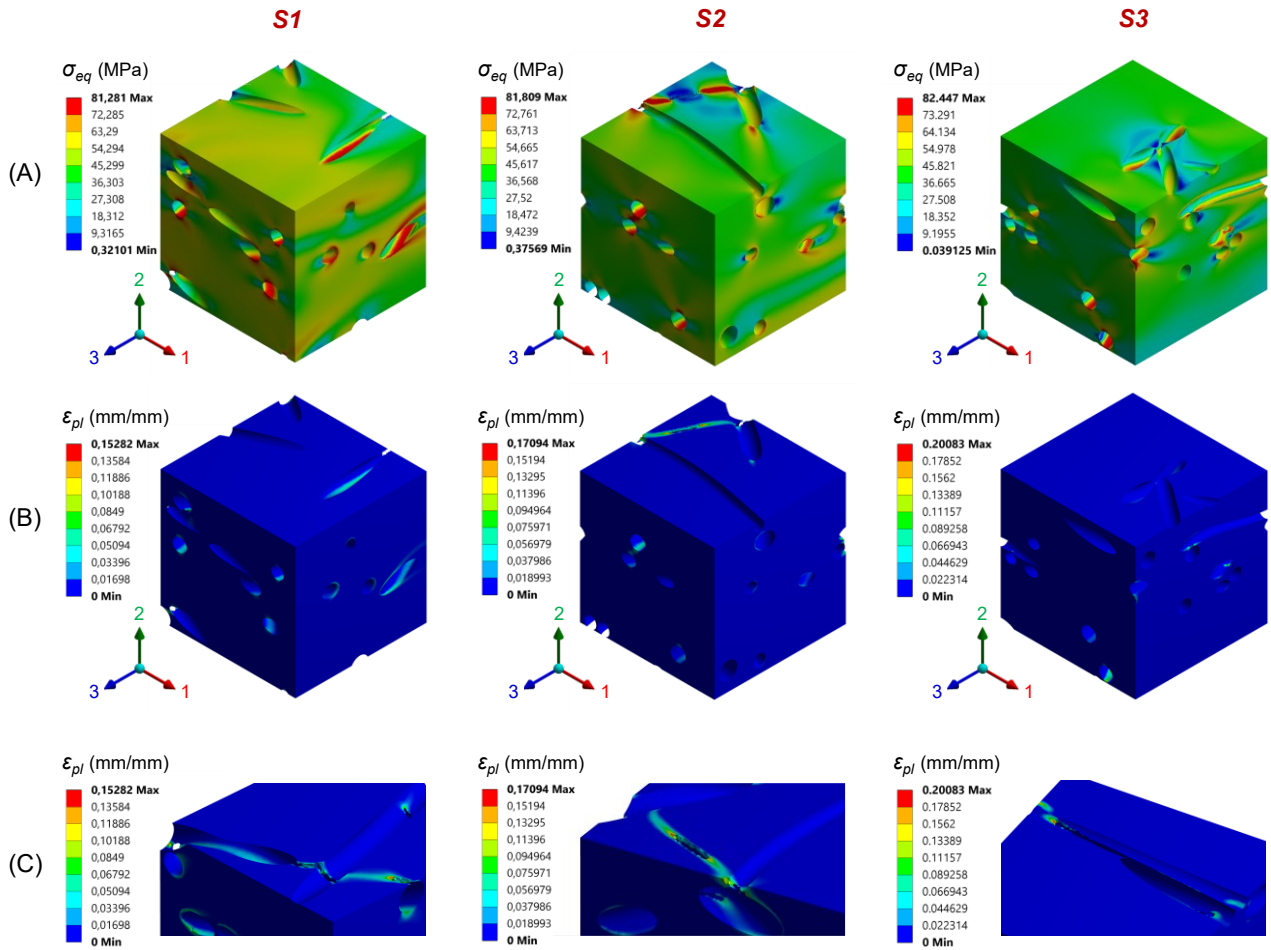 S1
S2
S3
(A)
σeq (MPa)
81,281 Max
72,285
63,29
54,294
45,299
36,303
27,308
18,312
9,3165
0,32101 Min
2
3
1
σeq (MPa)
81,809 Max
72,761
63,713
54,665
45,617
36,568
27,52
18,472
9,4239
0,37569 Min
2
3
1
σeq (MPa)
82.447 Max
73.291
64.134
54.978
45.821
36.665
27.508
18.352
9.1955
0.039125 Min
2
3
1
(B)
εpl (mm/mm)
0,15282 Max
0,13584
0,11886
0,10188
0,0849
0,06792
0,05094
0,03396
0,01698
0 Min
2
3
1
εpl (mm/mm)
0,17094 Max
0,15194
0,13295
0,11396
0,094964
0,075971
0,056979
0,037986
0,018993
0 Min
2
3
1
εpl (mm/mm)
0.20083 Max
0.17852
0.1562
0.13389
0.11157
0.089258
0.066943
0.044629
0.022314
0 Min
2
3
1
(C)
εpl (mm/mm)
0,15282 Max
0,13584
0,11886
0,10188
0,0849
0,06792
0,05094
0,03396
0,01698
0 Min
εpl (mm/mm)
0,17094 Max
0,15194
0,13295
0,11396
0,094964
0,075971
0,056979
0,037986
0,018993
0 Min
εpl (mm/mm)
0.20083 Max
0.17852
0.1562
0.13389
0.11157
0.089258
0.066943
0.044629
0.022314
0 Min